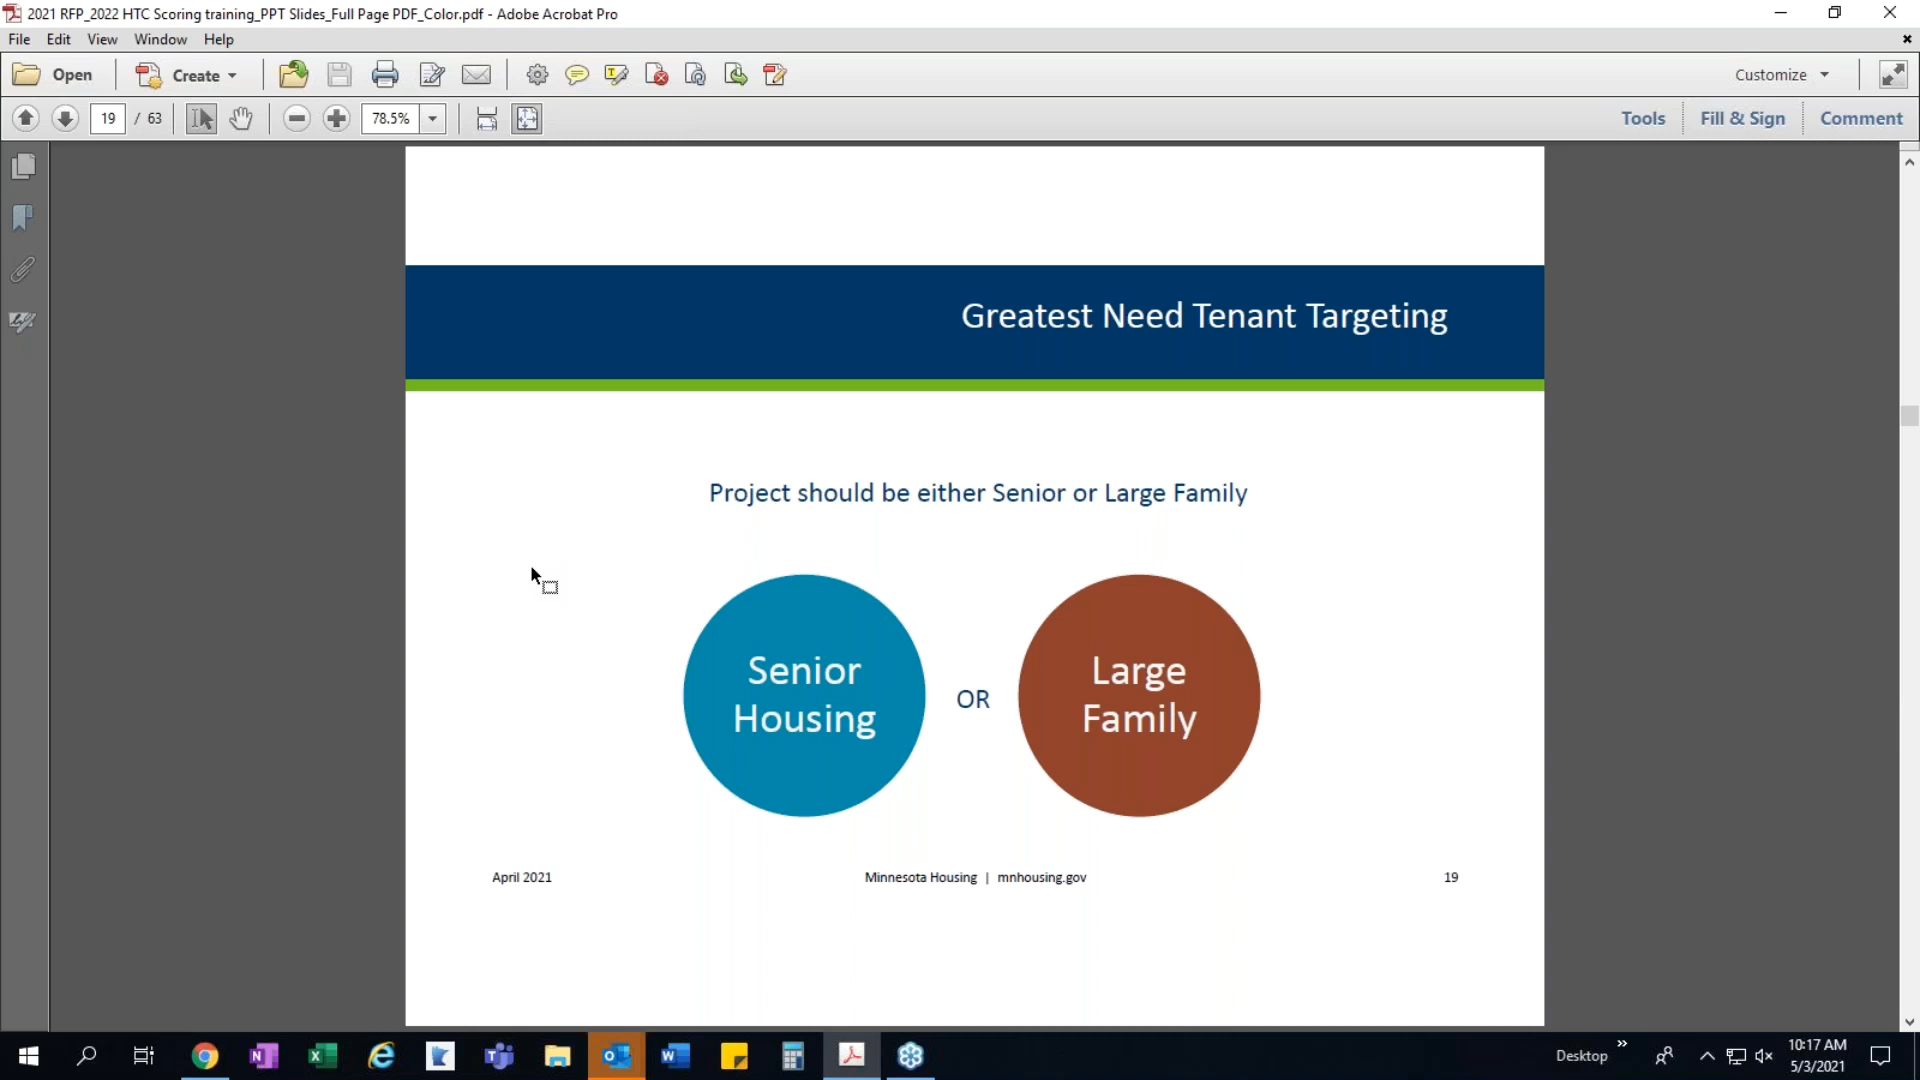 2021 RFP_2022 HTC Scoring training_PPT Slides_Full Page PDF_Color.pdf - Adobe Acrobat Pro
File Edit View Window Help
Open Create Customize
19 / 63 78.5% Tools Fill & Sign Comment
Greatest Need Tenant Targeting
Project should be either Senior or Large Family
Senior
Housing
OR
Large
Family
April 2021 Minnesota Housing | mnhousing.gov 19
Desktop
10:17 AM
5/3/2021